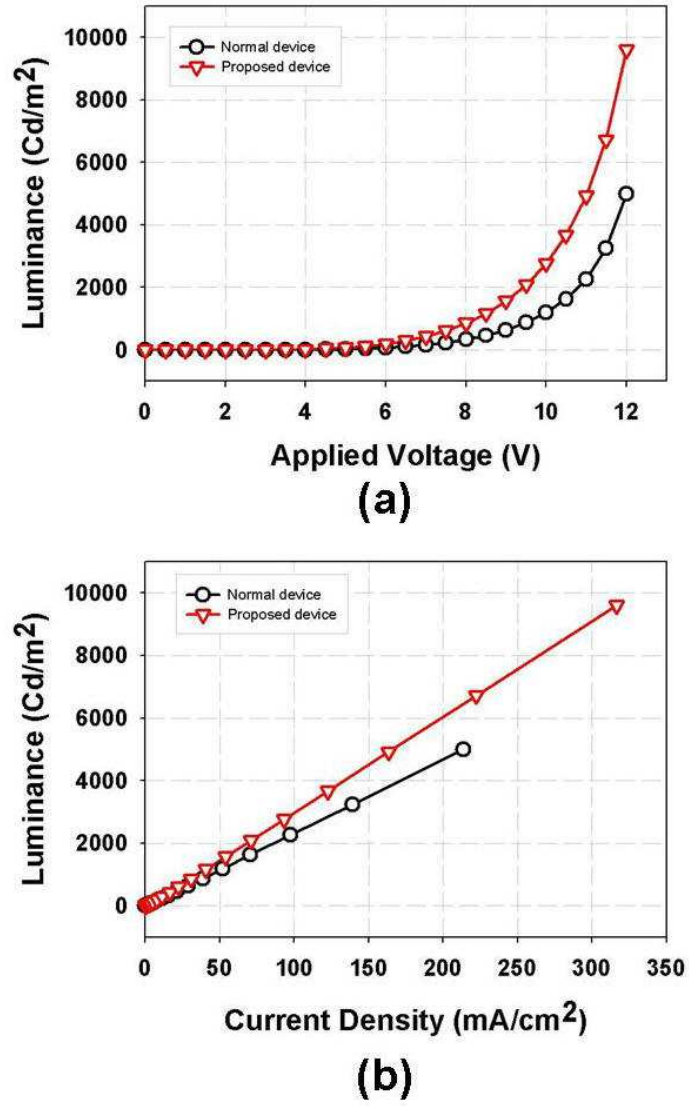 10000
8000
6000
4000
2000
0
Luminance (Cd/m²)
Normal device
Proposed device
0 2 4 6 8 10 12
Applied Voltage (V)
(a)
10000
8000
6000
4000
2000
0
Luminance (Cd/m²)
Normal device
Proposed device
0 50 100 150 200 250 300 350
Current Density (mA/cm²)
(b)